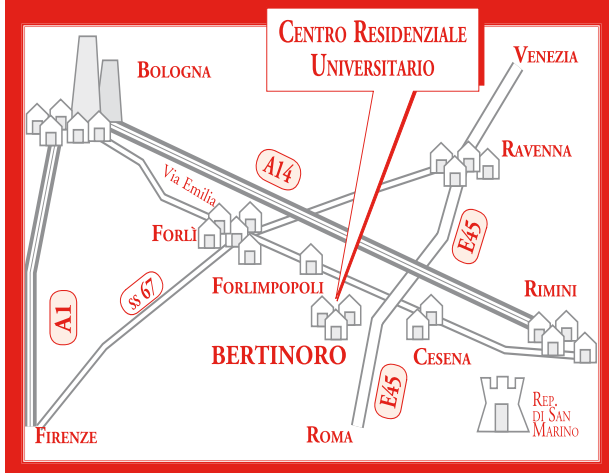 CENTRO RESIDENZIALE
UNIVERSITARIO
VENEZIA
BOLOGNA
RAVENNA
A14
Via Emilia
FORLÌ
E45
FORLIMPOPOLI
ss 67
RIMINI
A1
BERTINORO
CESENA
E45
REP.
DI SAN
MARINO
FIRENZE
ROMA